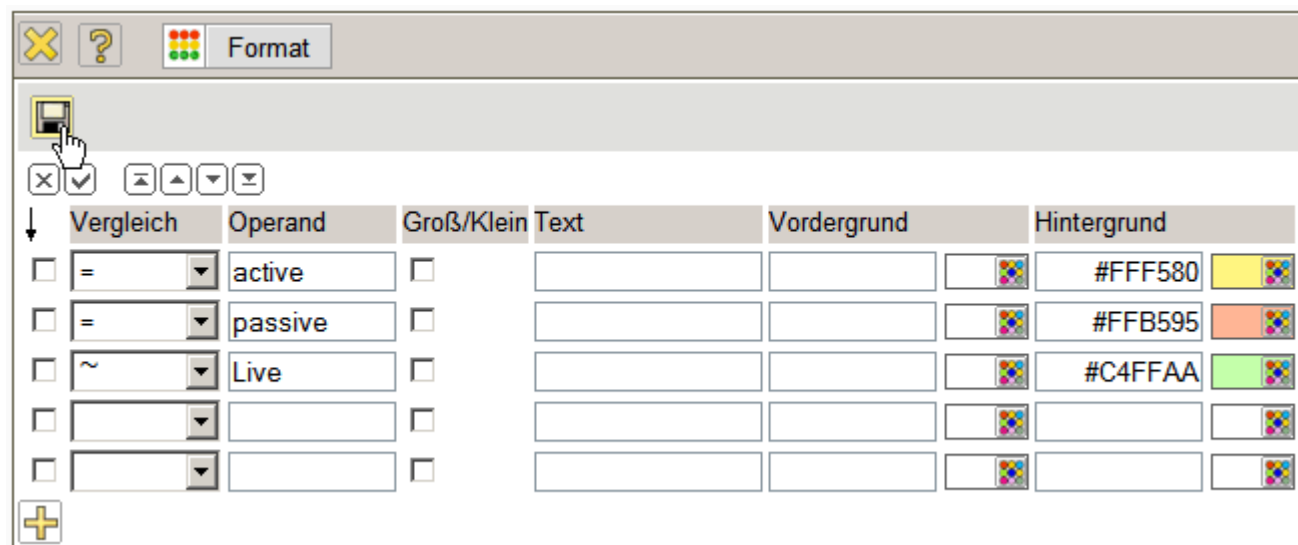 Format
Vergleich Operand Groß/Klein Text Vordergrund Hintergrund
= active #FFF580
= passive #FFB595
~ Live #C4FFAA